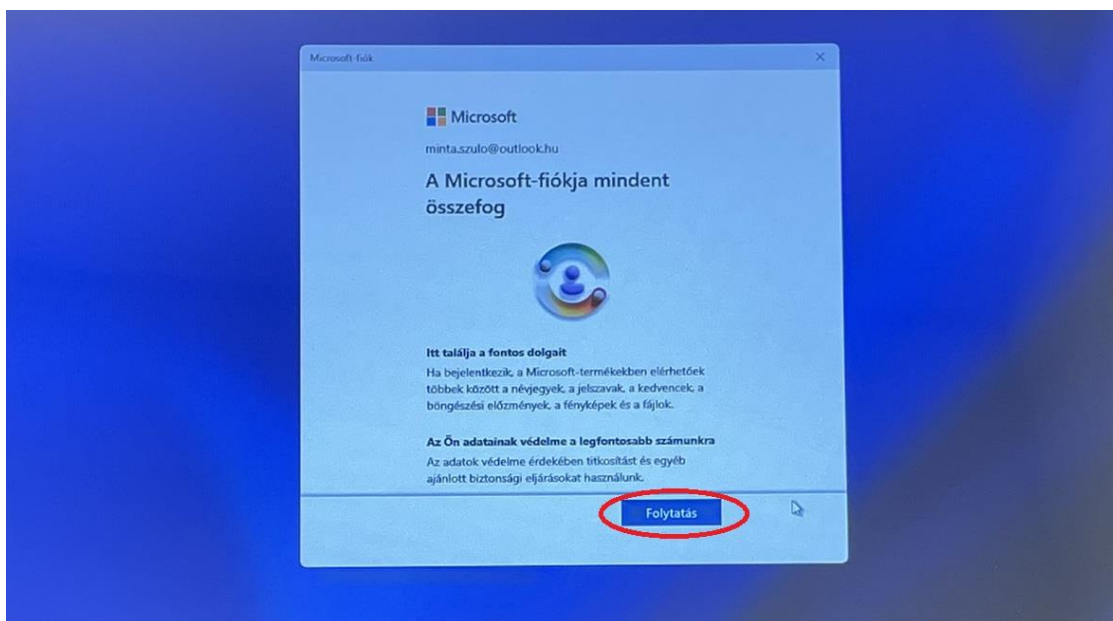 Microsoft-fiók
Microsoft
minta.szulo@outlook.hu
A Microsoft-fiókja mindent
összefog
Itt találja a fontos dolgait
Ha bejelentkezik, a Microsoft-termékekben elérhetőek
többek között a névjegyek, a jelszavak, a kedvencek, a
böngészési előzmények, a fényképek és a fájlok.
Az Ön adatainak védelme a legfontosabb számunkra
Az adatok védelme érdekében titkosítást és egyéb
ajánlott biztonsági eljárásokat használunk.
Folytatás